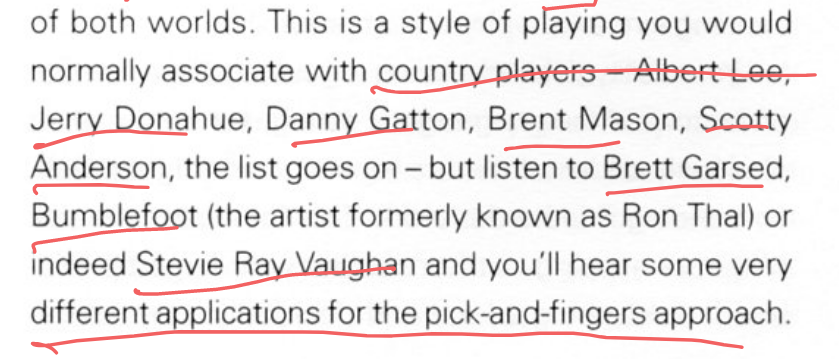 of both worlds. This is a style of playing you would
normally associate with country players – Albert Lee,
Jerry Donahue, Danny Gatton, Brent Mason, Scotty
Anderson, the list goes on – but listen to Brett Garsed,
Bumblefoot (the artist formerly known as Ron Thal) or
indeed Stevie Ray Vaughan and you'll hear some very
different applications for the pick-and-fingers approach.